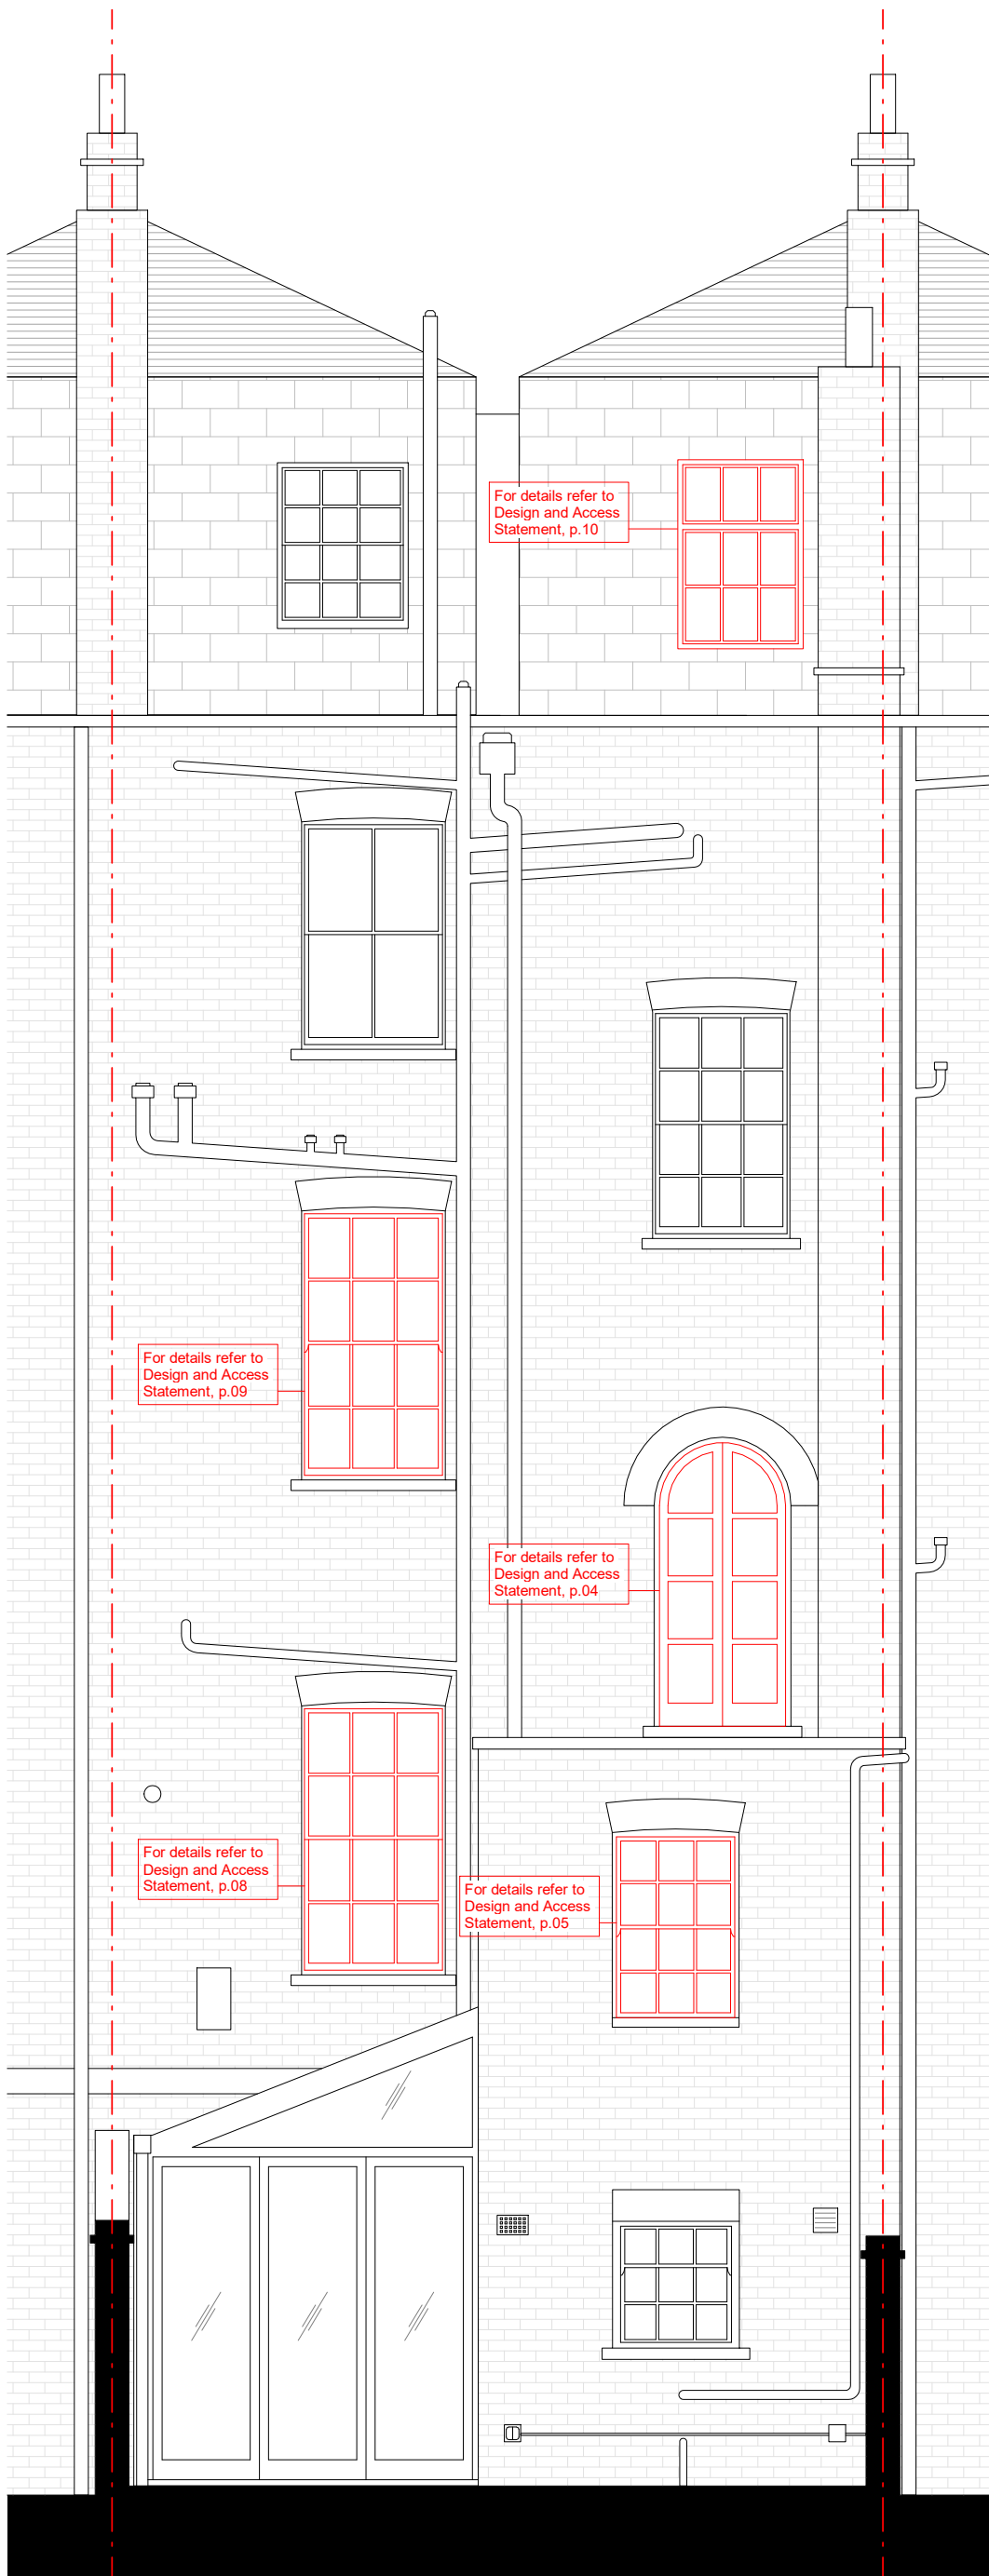 For details refer to
Design and Access
Statement, p.10
For details refer to
Design and Access
Statement, p.09
For details refer to
Design and Access
Statement, p.04
For details refer to
Design and Access
Statement, p.08
For details refer to
Design and Access
Statement, p.05